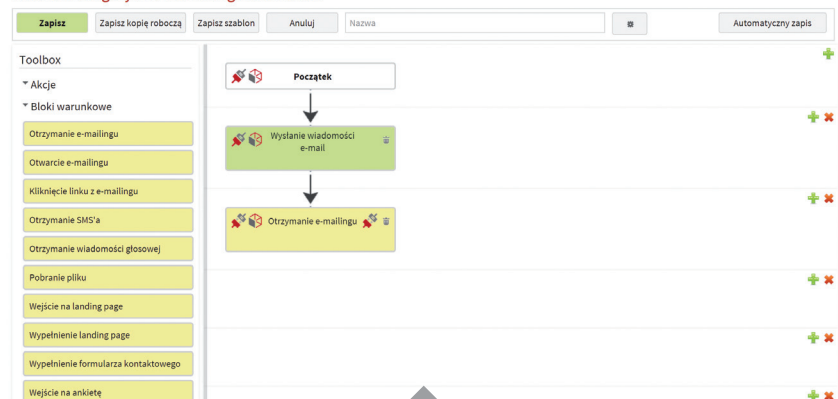 Zapisz
Zapisz kopię roboczą
Zapisz szablon
Anuluj
Nazwa
Automatyczny zapis
Toolbox
Akcje
Bloki warunkowe
Otrzymanie e-mailingu
Otwarcie e-mailingu
Kliknięcie linku z e-mailingu
Otrzymanie SMS'a
Otrzymanie wiadomości głosowej
Pobranie pliku
Wejście na landing page
Wypełnienie landing page
Wypełnienie formularza kontaktowego
Wejście na ankietę
Początek
Wysłanie wiadomości
e-mail
Otrzymanie e-mailingu